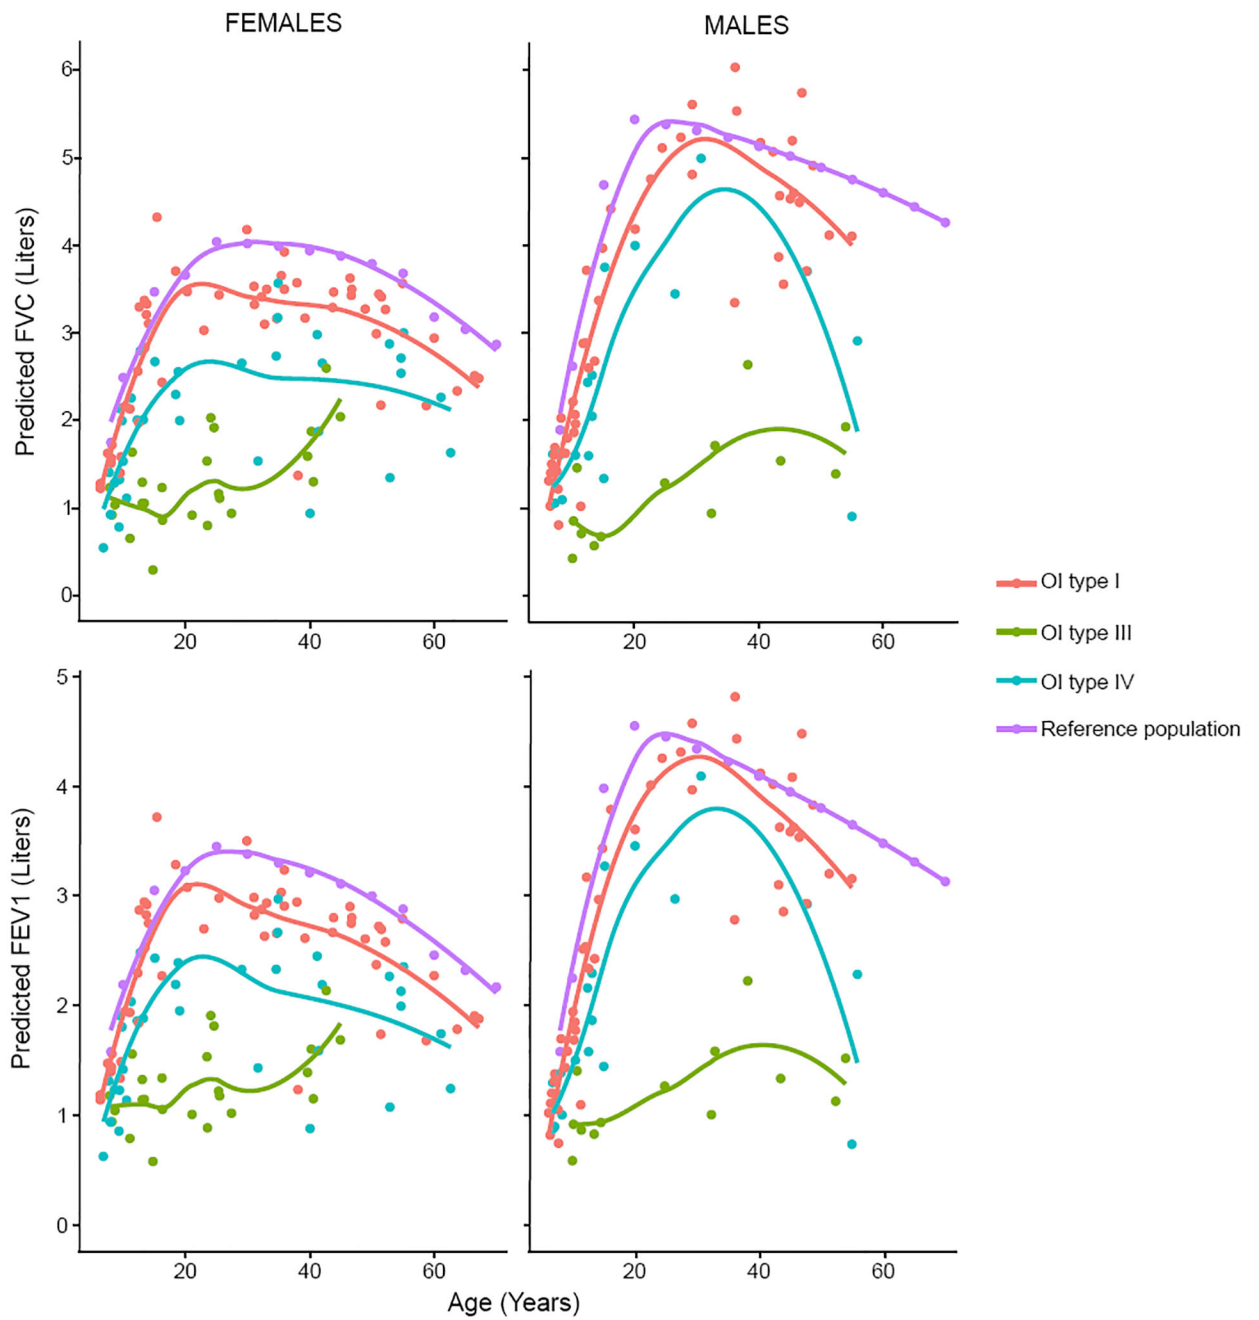 FEMALES
MALES
Predicted FVC (Liters)
6
5
4
3
2
1
0
20 40 60
20 40 60
OI type I
OI type III
OI type IV
Reference population
Predicted FEV1 (Liters)
5
4
3
2
1
0
20 40 60
20 40 60
Age (Years)